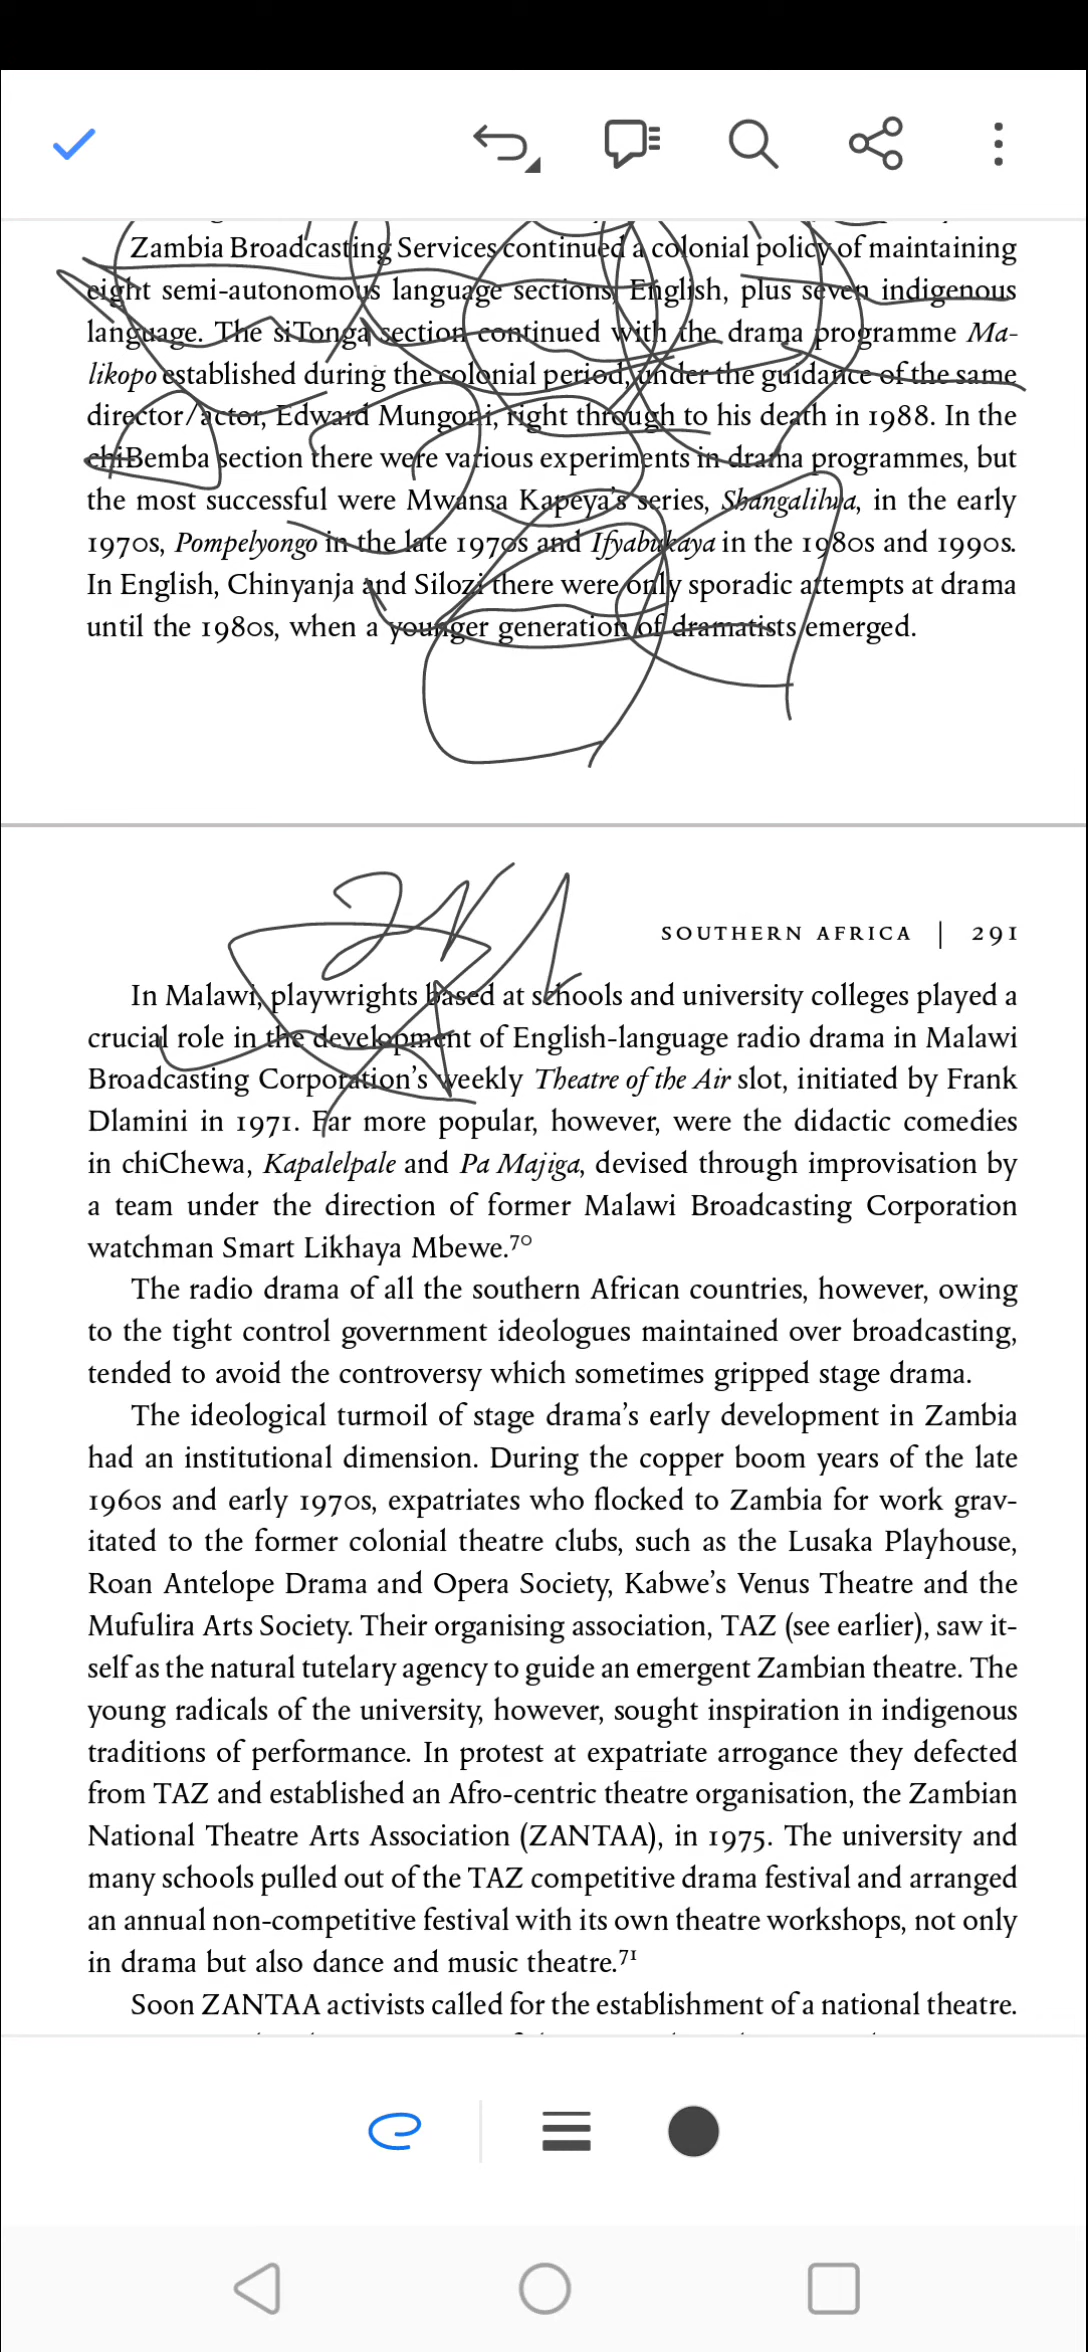 Zambia Broadcasting Services continued a colonial policy of maintaining
eight semi-autonomous language sections, English, plus seven indigenous
language. The siTonga section continued with the drama programme Ma-
likopo established during the colonial period, under the guidance of the same
director/actor, Edward Mungoni, right through to his death in 1988. In the
chiBemba section there were various experiments in drama programmes, but
the most successful were Mwansa Kapeya's series, Shangalilwa, in the early
1970s, Pompelyongo in the late 1970s and Ifyabukaya in the 1980s and 1990s.
In English, Chinyanja and Silozi there were only sporadic attempts at drama
until the 1980s, when a younger generation of dramatists emerged.
SOUTHERN AFRICA | 291
In Malawi, playwrights based at schools and university colleges played a
crucial role in the development of English-language radio drama in Malawi
Broadcasting Corporation's weekly Theatre of the Air slot, initiated by Frank
Dlamini in 1971. Far more popular, however, were the didactic comedies
in chiChewa, Kapalelpale and Pa Majiga, devised through improvisation by
a team under the direction of former Malawi Broadcasting Corporation
watchman Smart Likhaya Mbewe.70
The radio drama of all the southern African countries, however, owing
to the tight control government ideologues maintained over broadcasting,
tended to avoid the controversy which sometimes gripped stage drama.
The ideological turmoil of stage drama's early development in Zambia
had an institutional dimension. During the copper boom years of the late
1960s and early 1970s, expatriates who flocked to Zambia for work grav-
itated to the former colonial theatre clubs, such as the Lusaka Playhouse,
Roan Antelope Drama and Opera Society, Kabwe's Venus Theatre and the
Mufulira Arts Society. Their organising association, TAZ (see earlier), saw it-
self as the natural tutelary agency to guide an emergent Zambian theatre. The
young radicals of the university, however, sought inspiration in indigenous
traditions of performance. In protest at expatriate arrogance they defected
from TAZ and established an Afro-centric theatre organisation, the Zambian
National Theatre Arts Association (ZANTAA), in 1975. The university and
many schools pulled out of the TAZ competitive drama festival and arranged
an annual non-competitive festival with its own theatre workshops, not only
in drama but also dance and music theatre.71
Soon ZANTAA activists called for the establishment of a national theatre.